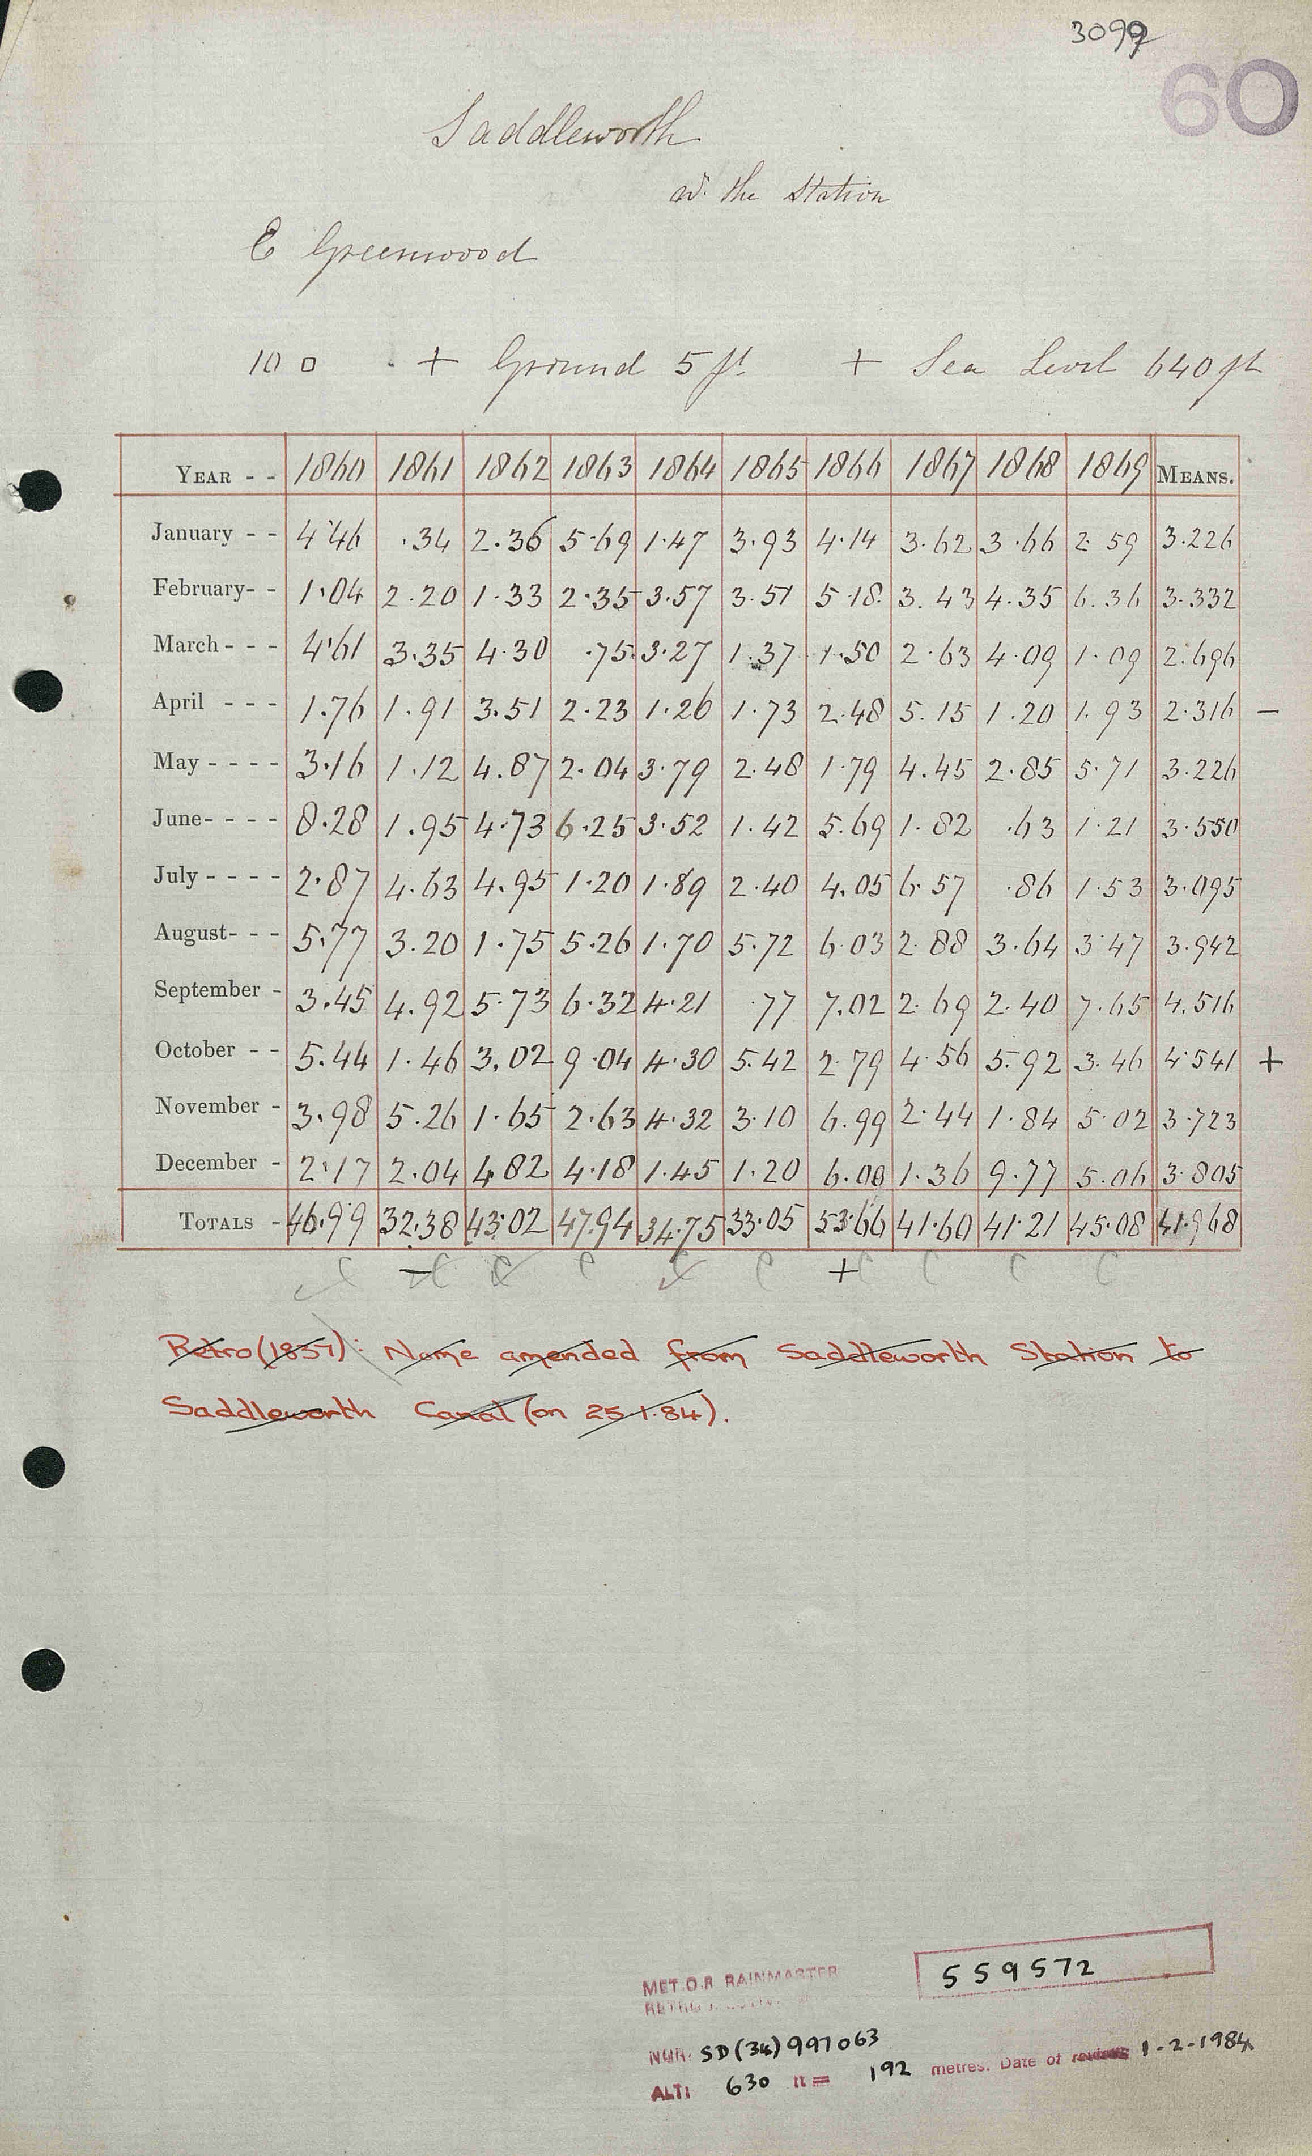 3099
60
Saddleworth
w. the Station
E Greenwood
10 □ + Ground 5 ft + Sea Level 640 ft
YEAR - - 1860 1861 1862 1863 1864 1865 1866 1867 1868 1869 MEANS.
January - - 4.46 .34 2.36 5.69 1.47 3.93 4.14 3.62 3.66 2.59 3.226
February- - 1.04 2.20 1.33 2.35 3.57 3.51 5.18 3.43 4.35 6.36 3.332
March - - - 4.61 3.35 4.30 .75 3.27 1.37 1.50 2.63 4.09 1.09 2.696
April - - - 1.76 1.91 3.51 2.23 1.26 1.73 2.48 5.15 1.20 1.93 2.316 –
May - - - - 3.16 1.12 4.87 2.04 3.79 2.48 1.79 4.45 2.85 5.71 3.226
June- - - - 8.28 1.95 4.73 6.25 3.52 1.42 5.69 1.82 .63 1.21 3.550
July - - - - 2.87 4.63 4.95 1.20 1.89 2.40 4.05 6.57 .86 1.53 3.095
August- - - 5.77 3.20 1.75 5.26 1.70 5.72 6.03 2.88 3.64 3.47 3.942
September - 3.45 4.92 5.73 6.32 4.21 .77 7.02 2.69 2.40 7.65 4.516
October - - 5.44 1.46 3.02 9.04 4.30 5.42 2.79 4.56 5.92 3.46 4.541 +
November - 3.98 5.26 1.65 2.63 4.32 3.10 6.99 2.44 1.84 5.02 3.723
December - 2.17 2.04 4.82 4.18 1.45 1.20 6.00 1.36 9.77 5.06 3.805
TOTALS - 46.99 32.38 43.02 47.94 34.75 33.05 53.66 41.60 41.21 45.08 41.968
– +
Retro (1857): Name amended from Saddleworth Station to
Saddleworth Canal (on 25.1.84).
MET.O.8 RAINMASTER
559572
NGR: SD (34) 997063
ALT: 630 ft = 192 metres. Date of 1-2-1984